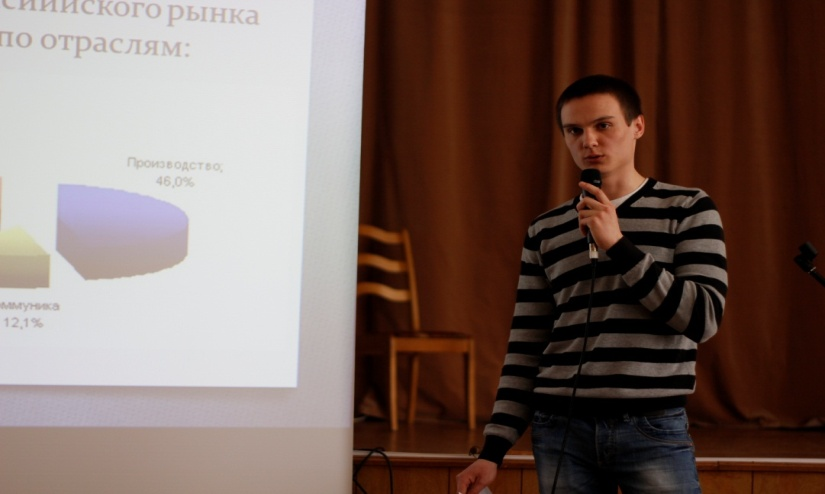 сийского рынка
по отраслям:
Производство;
46,0%
ммуника
12,1%